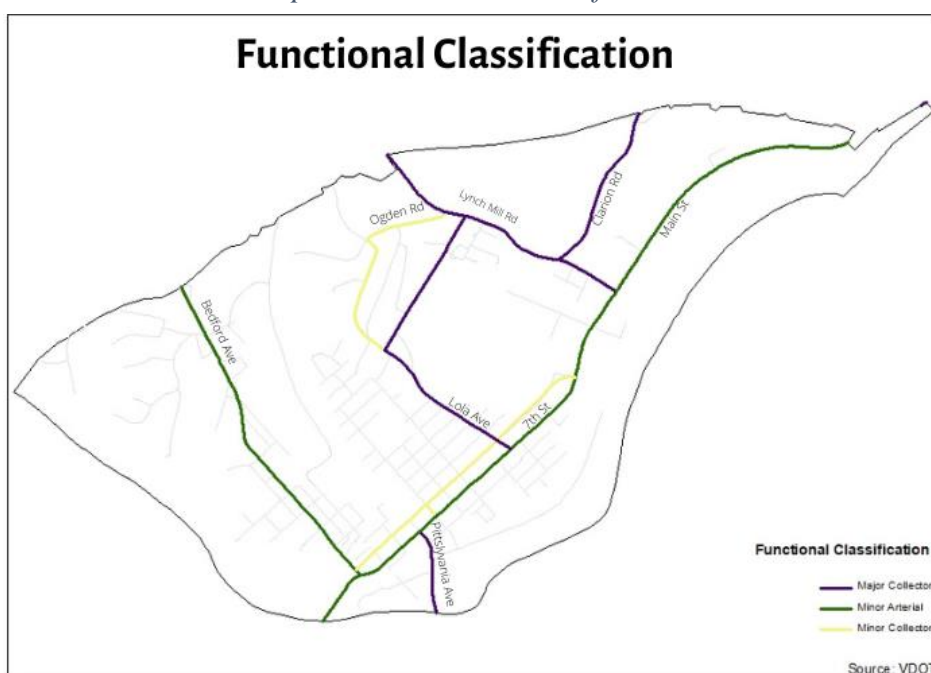 Functional Classification
Clarion Rd
Lynch Mill Rd
Ogden Rd
Main St
Bedford Ave
Lola Ave
7th St
Pittslyvania Ave
Functional Classification
Major Collector
Minor Arterial
Minor Collector
Source: VDOT